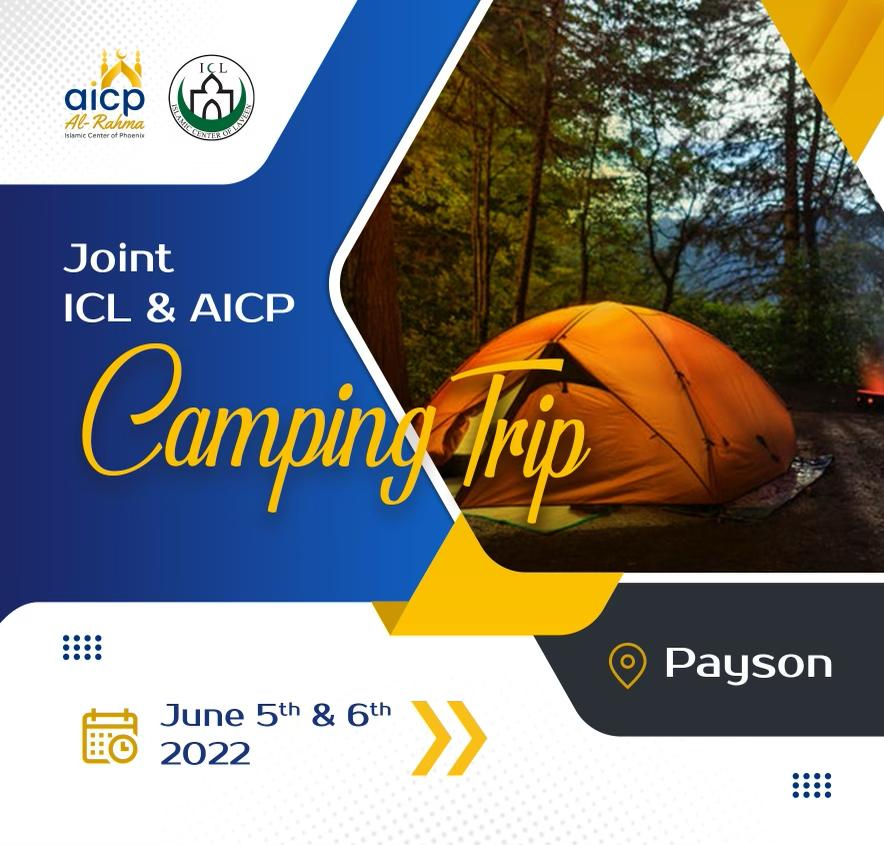 aicp
Al-Rahma
Islamic Center of Phoenix
ICL
ISLAMIC CENTER OF LAVEEN
Joint
ICL & AICP
Camping Trip
Payson
June 5th & 6th
2022